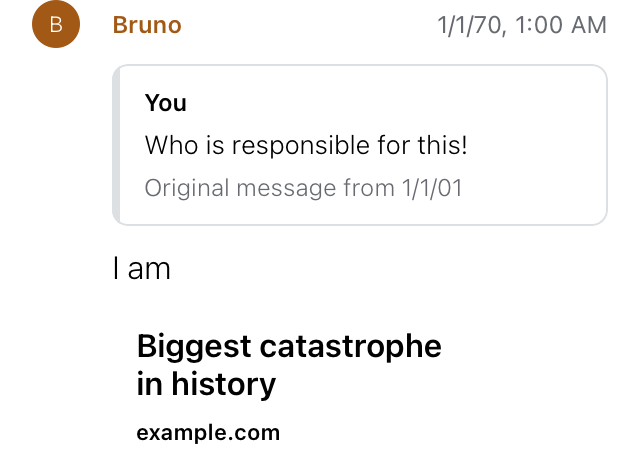 B
Bruno
1/1/70, 1:00 AM
You
Who is responsible for this!
Original message from 1/1/01
I am
Biggest catastrophe
in history
example.com